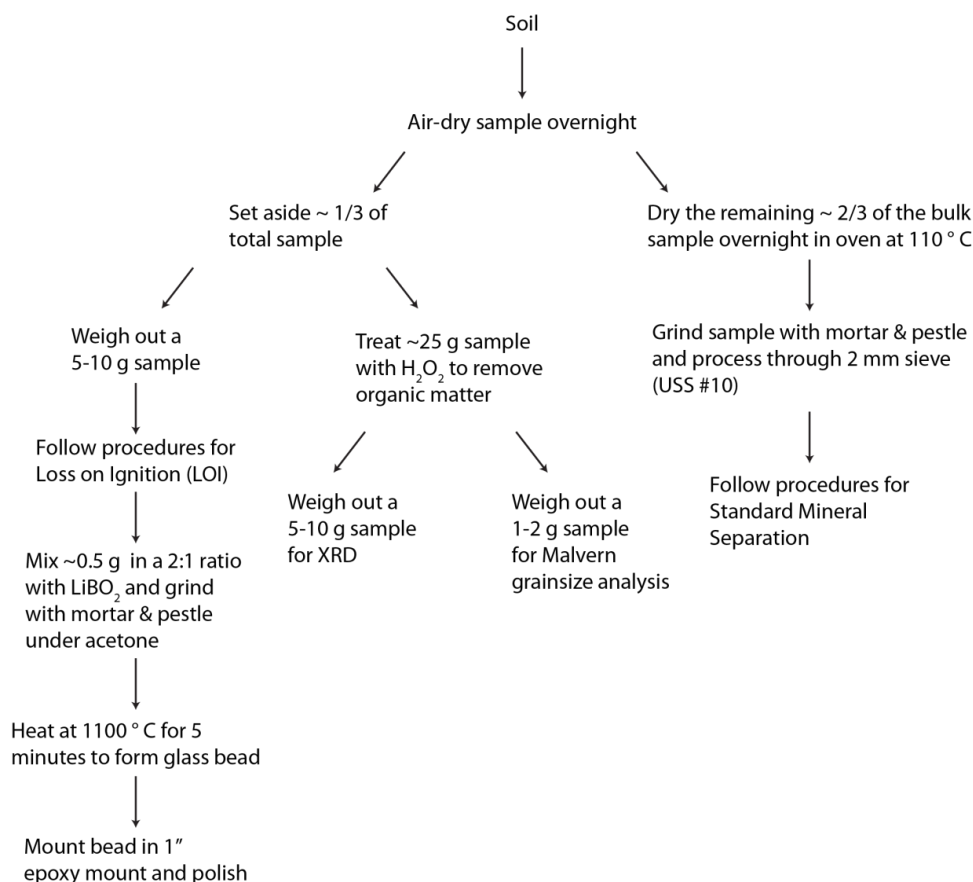 Soil
Air-dry sample overnight
Set aside ~ 1/3 of
total sample
Dry the remaining ~ 2/3 of the bulk
sample overnight in oven at 110 ° C
Weigh out a
5-10 g sample
Treat ~25 g sample
with H₂O₂ to remove
organic matter
Grind sample with mortar & pestle
and process through 2 mm sieve
(USS #10)
Follow procedures for
Loss on Ignition (LOI)
Weigh out a
5-10 g sample
for XRD
Weigh out a
1-2 g sample
for Malvern
grainsize analysis
Follow procedures for
Standard Mineral
Separation
Mix ~0.5 g in a 2:1 ratio
with LiBO₂ and grind
with mortar & pestle
under acetone
Heat at 1100 ° C for 5
minutes to form glass bead
Mount bead in 1”
epoxy mount and polish